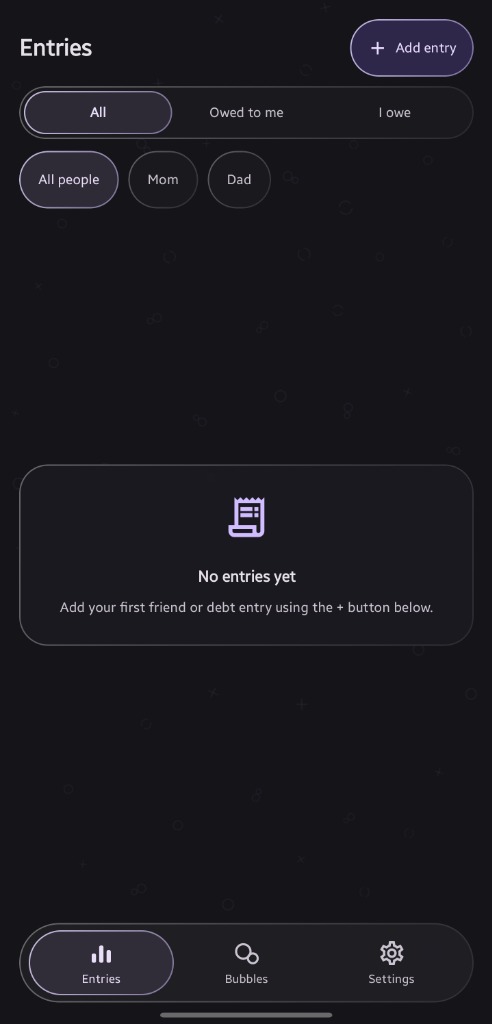 Entries
+ Add entry
All
Owed to me
I owe
All people
Mom
Dad
No entries yet
Add your first friend or debt entry using the + button below.
Entries
Bubbles
Settings